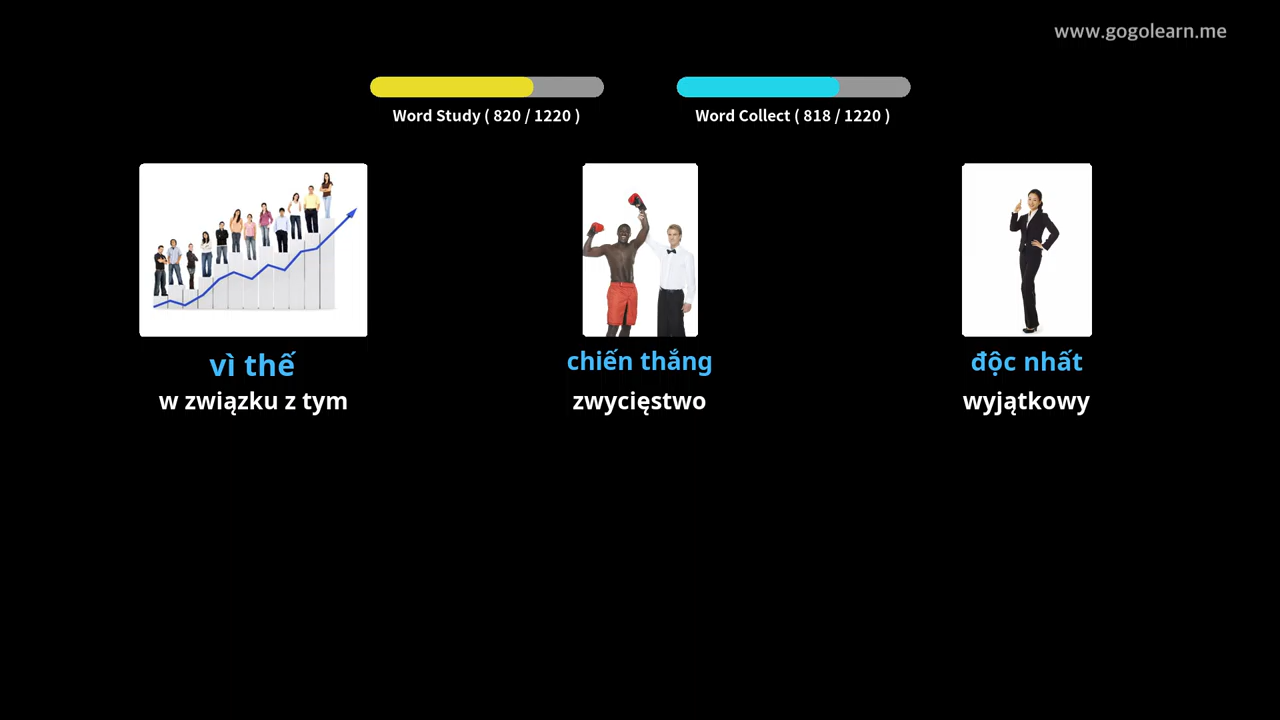 www.gogolearn.me
Word Study ( 820 / 1220 )
Word Collect ( 818 / 1220 )
vì thế
w związku z tym
chiến thắng
zwycięstwo
độc nhất
wyjątkowy